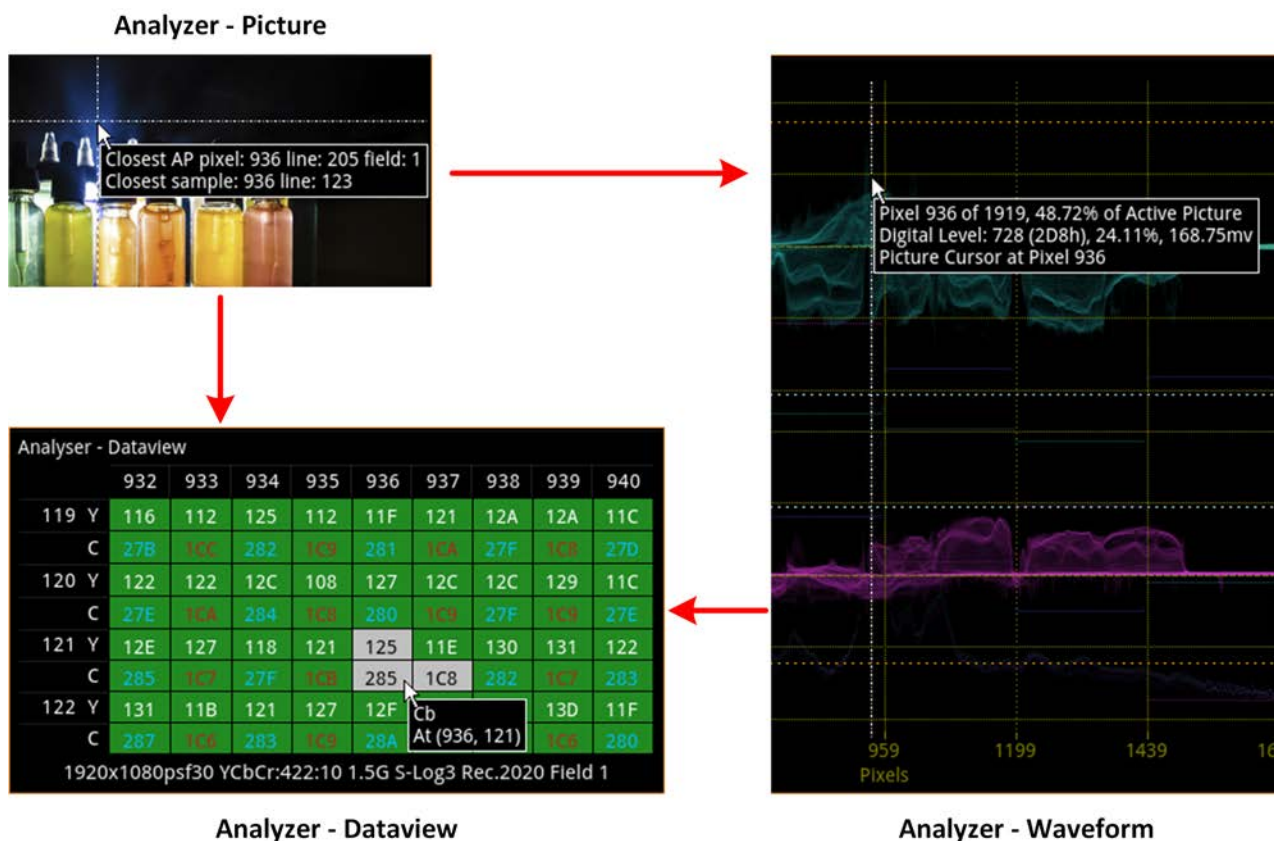 Analyzer - Picture
Closest AP pixel: 936 line: 205 field: 1
Closest sample: 936 line: 123
Pixel 936 of 1919, 48.72% of Active Picture
Digital Level: 728 (2D8h), 24.11%, 168.75mv
Picture Cursor at Pixel 936
Analyser - Dataview
932 933 934 935 936 937 938 939 940
119 Y 116 112 125 112 11F 121 12A 12A 11C
C 27B 1CC 282 1C9 281 1CA 27F 1C8 27D
120 Y 122 122 12C 108 127 12C 12C 129 11C
C 27E 1CA 284 1C8 280 1C9 27F 1C9 27E
121 Y 12E 127 118 121 125 11E 130 131 122
C 285 1C7 27F 1CB 285 1C8 282 1C7 283
122 Y 131 11B 121 127 12F 13D 11F
C 287 1C6 283 1C9 28A 1C6 280
Cb
At (936, 121)
1920x1080psf30 YCbCr:422:10 1.5G S-Log3 Rec.2020 Field 1
959 1199 1439
Pixels
Analyzer - Dataview
Analyzer - Waveform